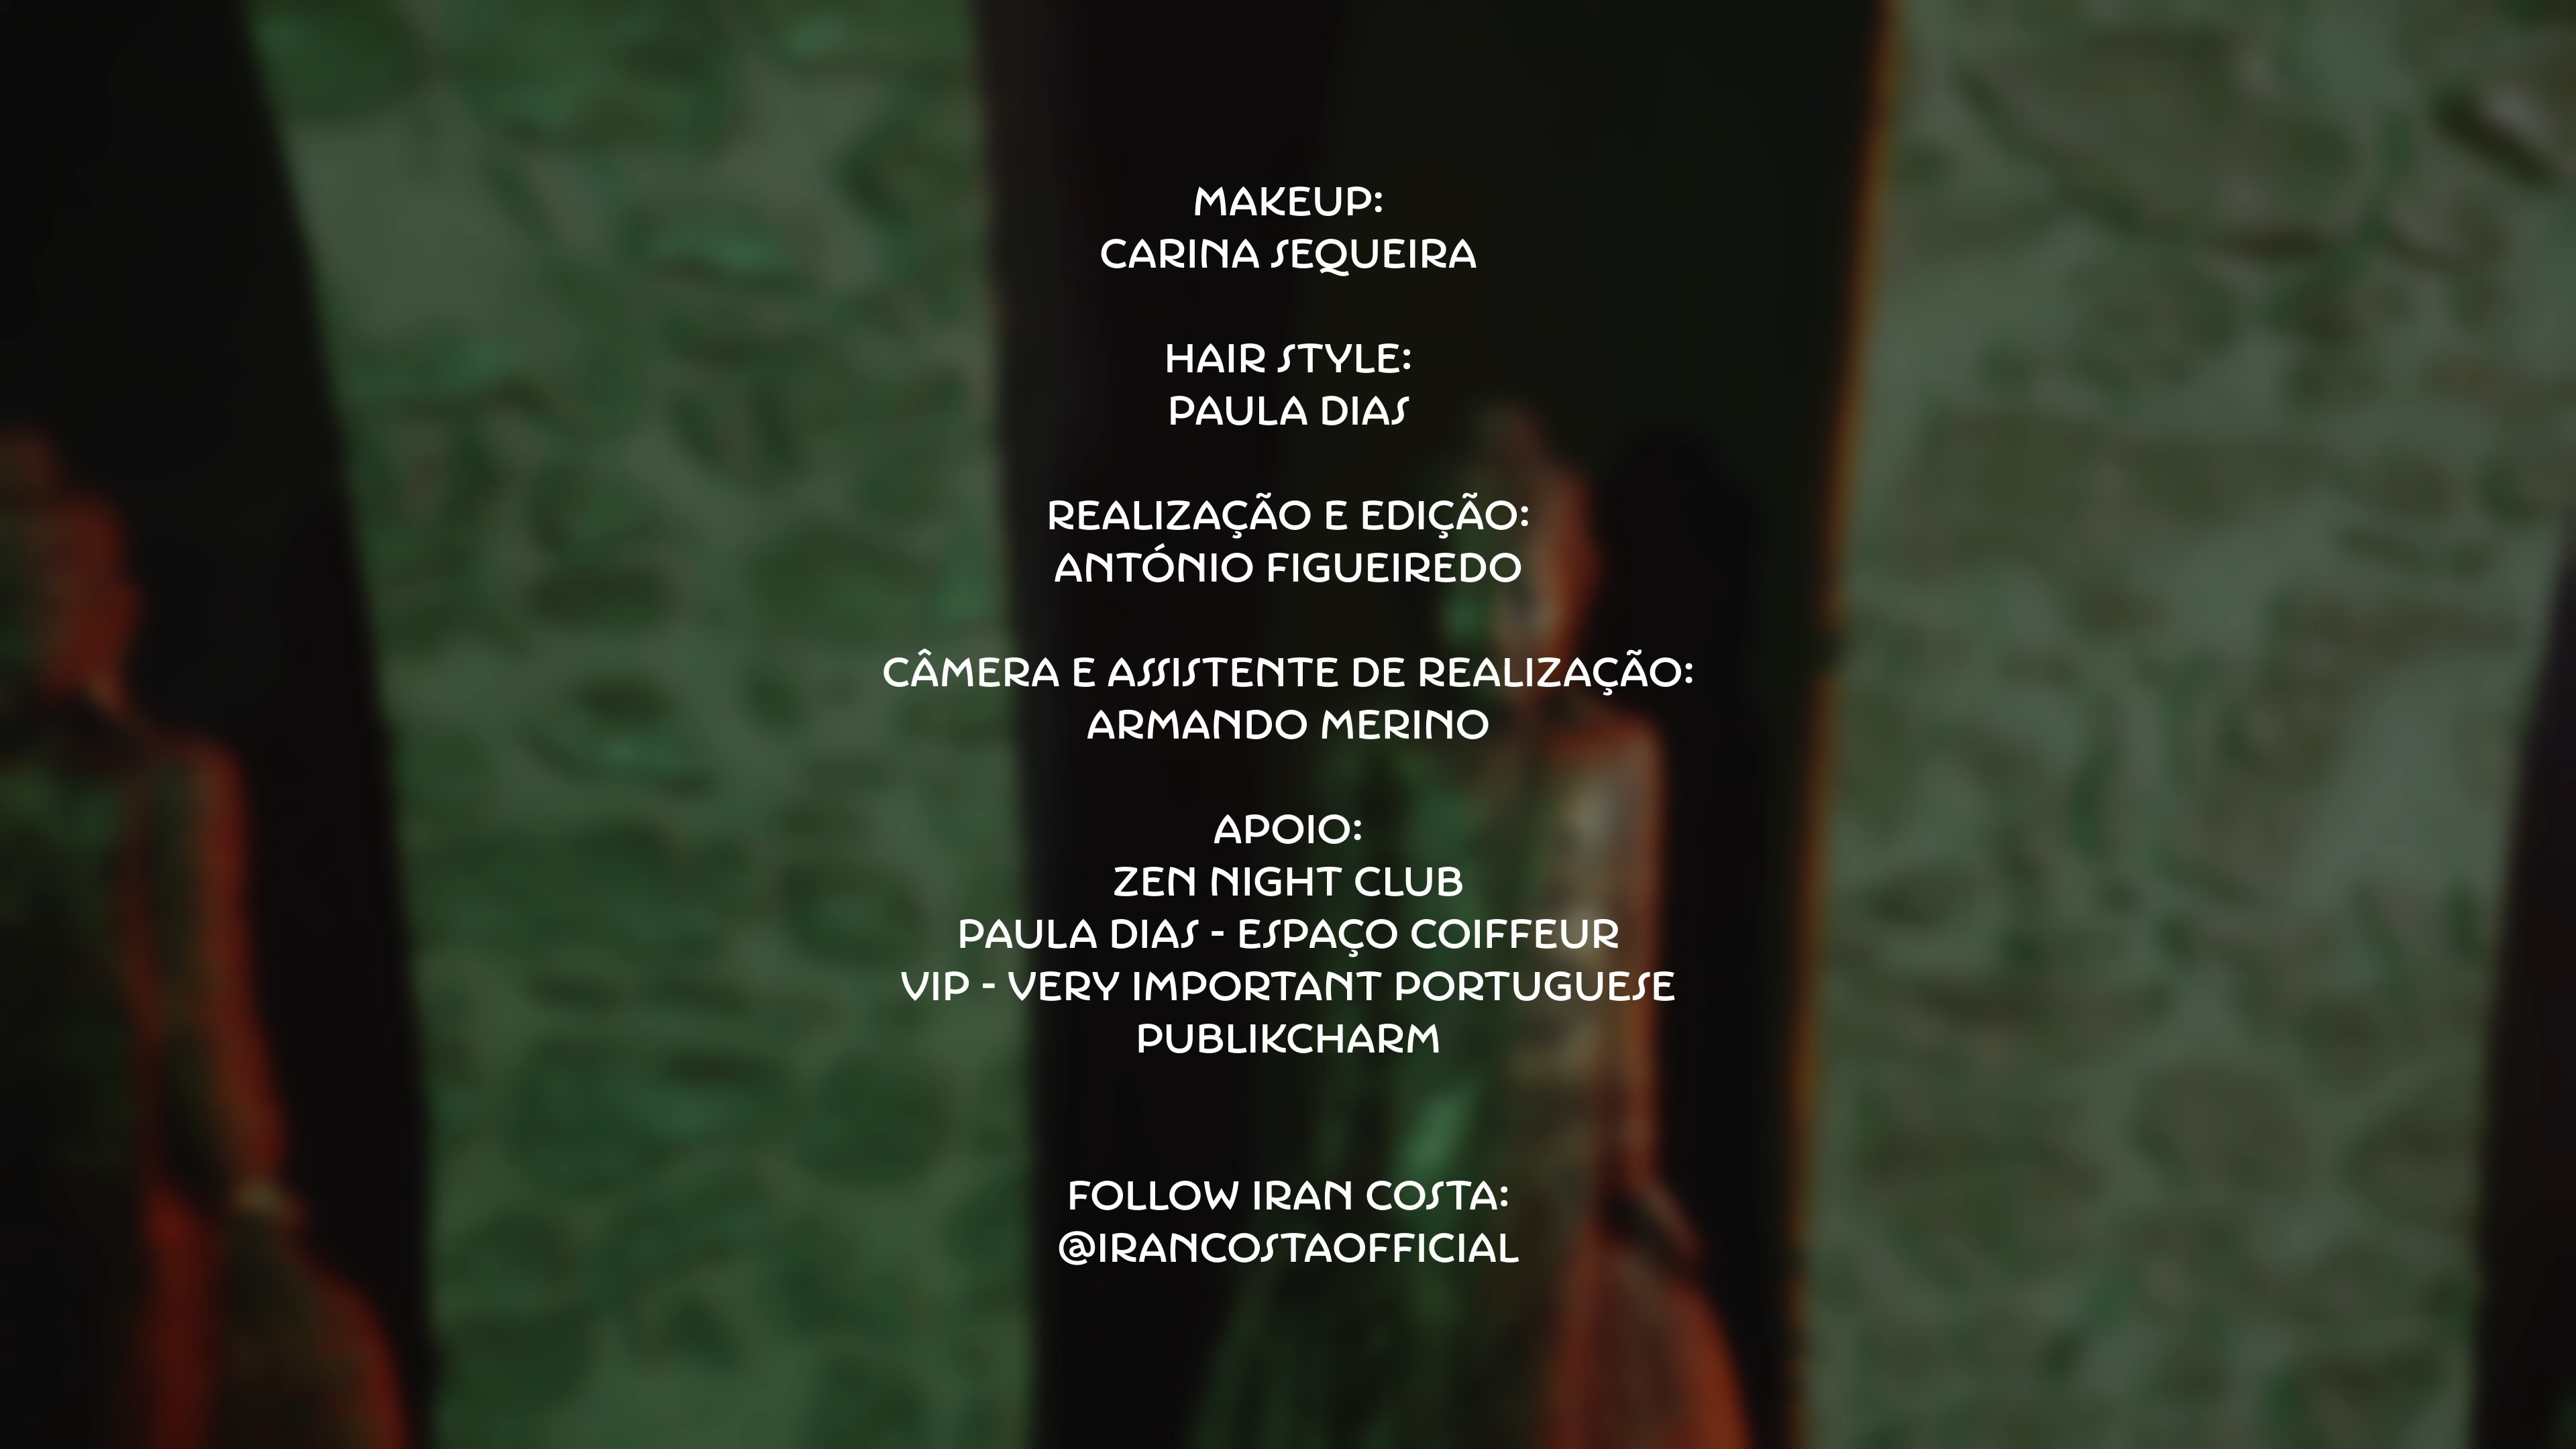 MAKEUP:
CARINA SEQUEIRA
HAIR STYLE:
PAULA DIAS
REALIZAÇÃO E EDIÇÃO:
ANTÓNIO FIGUEIREDO
CÂMERA E ASSISTENTE DE REALIZAÇÃO:
ARMANDO MERINO
APOIO:
ZEN NIGHT CLUB
PAULA DIAS - ESPAÇO COIFFEUR
VIP - VERY IMPORTANT PORTUGUESE
PUBLIKCHARM
FOLLOW IRAN COSTA:
@IRANCOSTAOFFICIAL